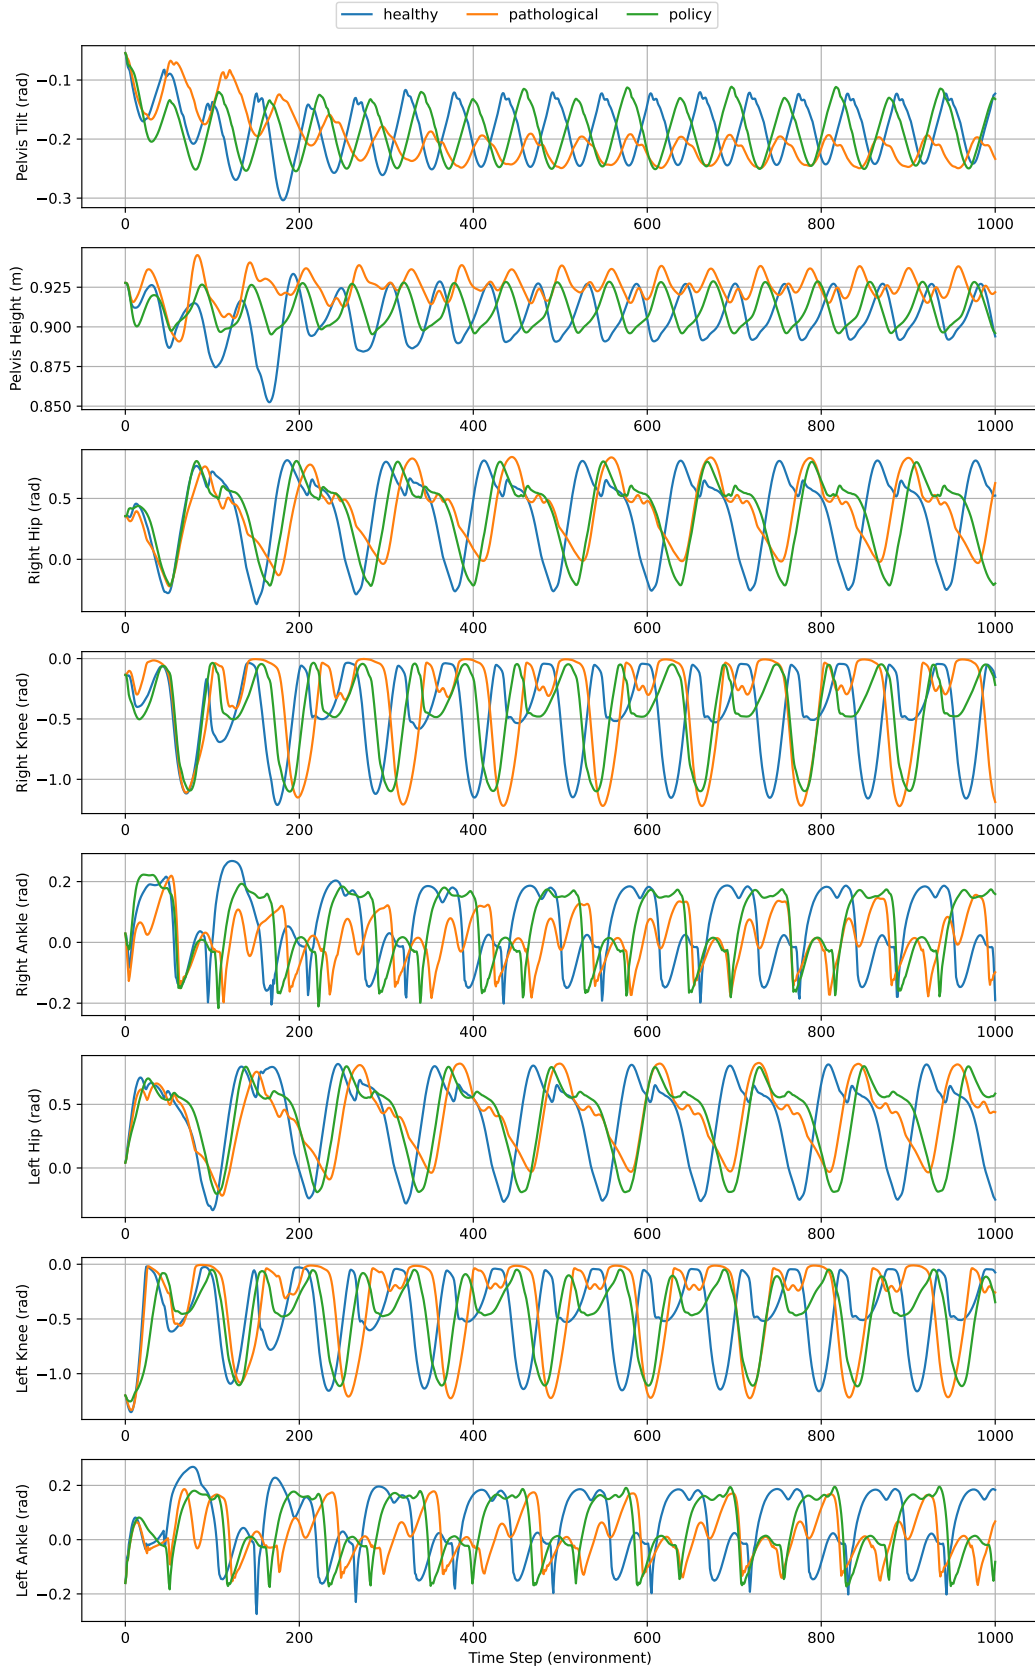 healthy pathological policy
Pelvis Tilt (rad)
−0.1
−0.2
−0.3
0 200 400 600 800 1000
Pelvis Height (m)
0.925
0.900
0.875
0.850
0 200 400 600 800 1000
Right Hip (rad)
0.5
0.0
0 200 400 600 800 1000
Right Knee (rad)
0.0
−0.5
−1.0
0 200 400 600 800 1000
Right Ankle (rad)
0.2
0.0
−0.2
0 200 400 600 800 1000
Left Hip (rad)
0.5
0.0
0 200 400 600 800 1000
Left Knee (rad)
0.0
−0.5
−1.0
0 200 400 600 800 1000
Left Ankle (rad)
0.2
0.0
−0.2
0 200 400 600 800 1000
Time Step (environment)